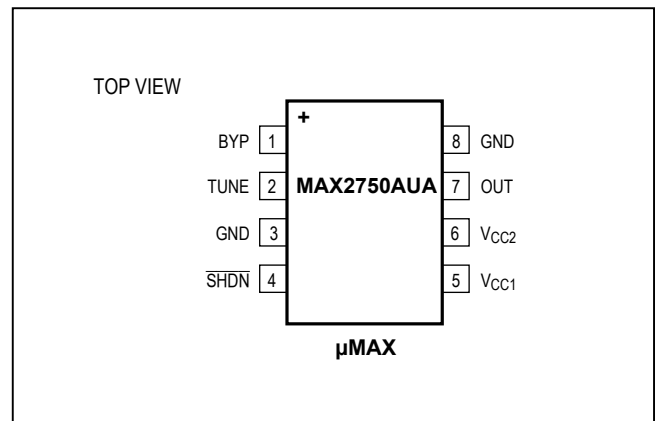 TOP VIEW
+
BYP 1
TUNE 2
GND 3
SHDN 4
MAX2750AUA
8 GND
7 OUT
6 VCC2
5 VCC1
µMAX